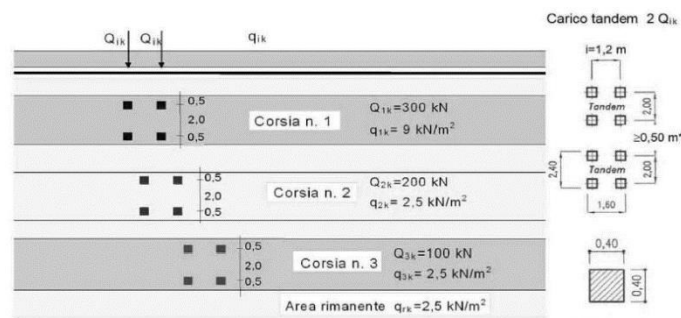 Carico tandem 2 Qik
Qik Qik qik
i=1,2 m
Tandem
2,00
≥0,50 m*
Tandem
2,40
2,00
1,60
0,5
2,0
0,5
Corsia n. 1
Q1k=300 kN
q1k= 9 kN/m²
0,5
2,0
0,5
Corsia n. 2
Q2k=200 kN
q2k= 2,5 kN/m²
0,5
2,0
0,5
Corsia n. 3
Q3k=100 kN
q3k= 2,5 kN/m²
0,40
0,40
Area rimanente qrk=2,5 kN/m²